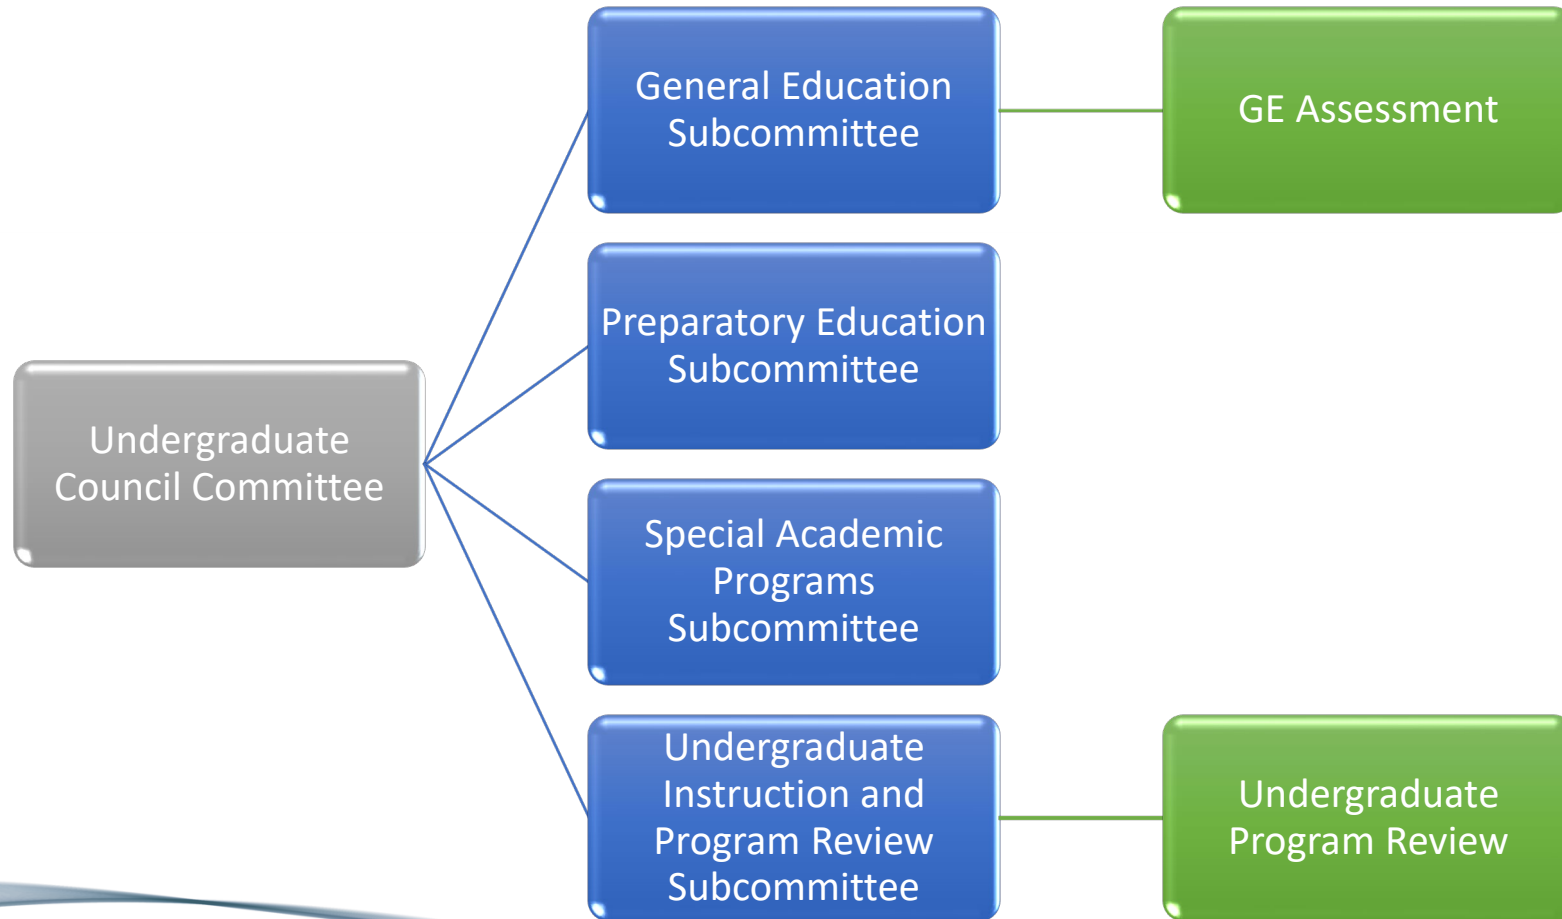 General Education
Subcommittee
GE Assessment
Preparatory Education
Subcommittee
Undergraduate
Council Committee
Special Academic
Programs
Subcommittee
Undergraduate
Instruction and
Program Review
Subcommittee
Undergraduate
Program Review